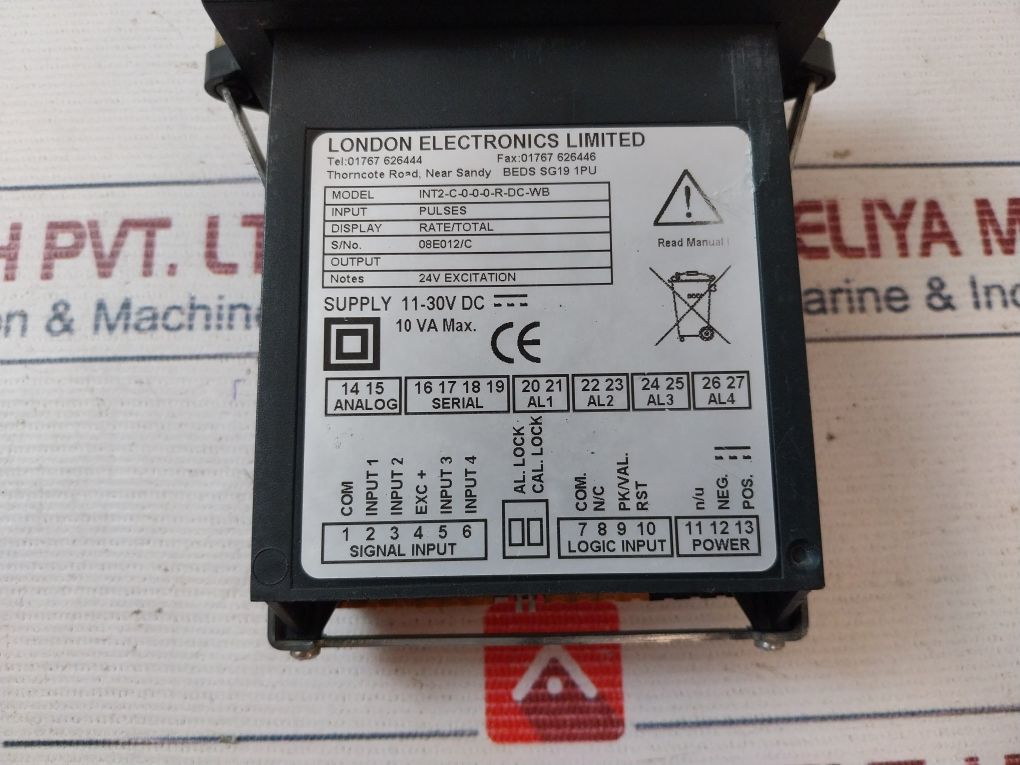 LONDON ELECTRONICS LIMITED
Tel:01767 626444 Fax:01767 626446
Thorncote Road, Near Sandy BEDS SG19 1PU
MODEL INT2-C-0-0-0-R-DC-WB
INPUT PULSES
DISPLAY RATE/TOTAL
S/No. 08E012/C
OUTPUT
Notes 24V EXCITATION
Read Manual !
SUPPLY 11-30V DC
10 VA Max.
CE
14 15 16 17 18 19 20 21 22 23 24 25 26 27
ANALOG SERIAL AL1 AL2 AL3 AL4
COM
INPUT 1
INPUT 2
EXC +
INPUT 3
INPUT 4
AL. LOCK
CAL. LOCK
COM.
N/C
PK/VAL.
RST
n/u
NEG.
POS.
1 2 3 4 5 6 7 8 9 10 11 12 13
SIGNAL INPUT LOGIC INPUT POWER
H PVT. LT
ELIYA M
n & Machine
arine & Ind